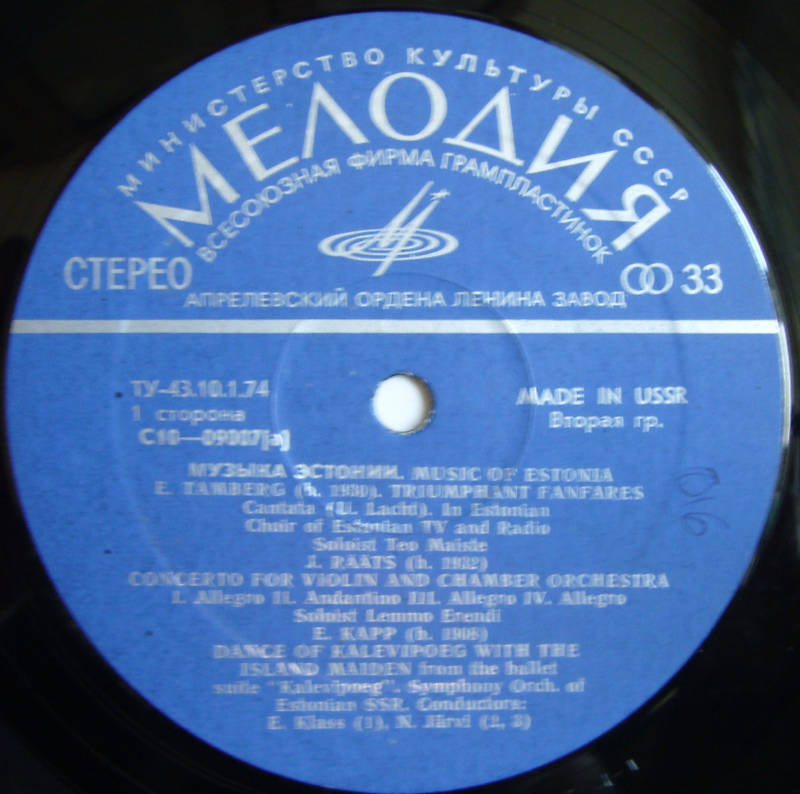 МИНИСТЕРСТВО КУЛЬТУРЫ СССР
МЕЛОДИЯ
ВСЕСОЮЗНАЯ ФИРМА ГРАМПЛАСТИНОК
СТЕРЕО
33
АПРЕЛЕВСКИЙ ОРДЕНА ЛЕНИНА ЗАВОД
ТУ-43.10.1.74
MADE IN USSR
1 сторона
Вторая гр.
С10—09007[a]
МУЗЫКА ЭСТОНИИ. MUSIC OF ESTONIA
E. TAMBERG (b. 1930). TRIUMPHANT FANFARES
Cantata (U. Lacht). In Estonian
Choir of Estonian TV and Radio
Soloist Teo Maiste
J. RÄÄTS (b. 1932)
CONCERTO FOR VIOLIN AND CHAMBER ORCHESTRA
I. Allegro II. Andantino III. Allegro IV. Allegro
Soloist Lemmo Erendi
E. KAPP (b. 1908)
DANCE OF KALEVIPOEG WITH THE
ISLAND MAIDEN from the ballet
suite "Kalevipoeg". Symphony Orch. of
Estonian SSR. Conductors:
E. Klass (1), N. Järvi (2, 3)